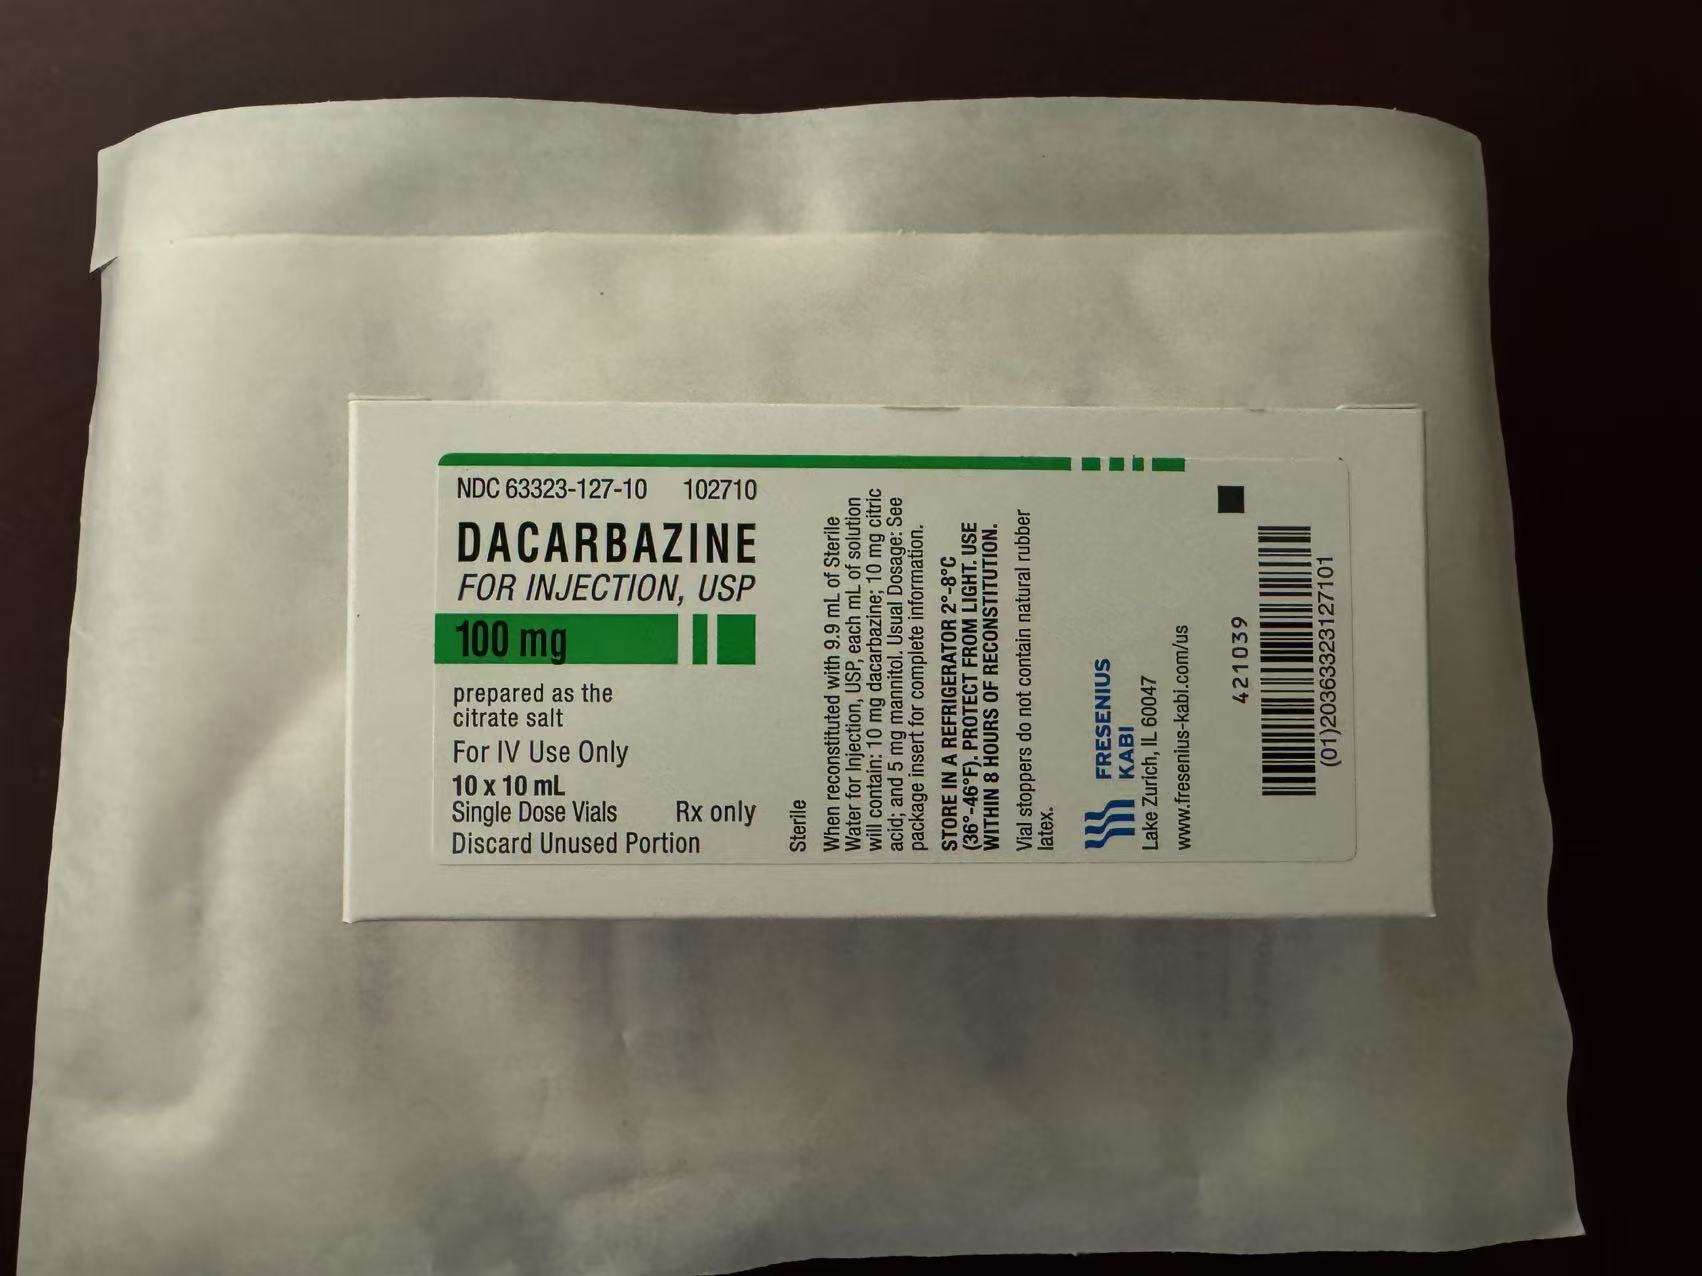 NDC 63323-127-10 102710
DACARBAZINE
FOR INJECTION, USP
100 mg
prepared as the
citrate salt
For IV Use Only
10 x 10 mL
Single Dose Vials Rx only
Discard Unused Portion
Sterile
When reconstituted with 9.9 mL of Sterile
Water for Injection, USP, each mL of solution
will contain: 10 mg dacarbazine; 10 mg citric
acid; and 5 mg mannitol. Usual Dosage: See
package insert for complete information.
STORE IN A REFRIGERATOR 2°-8°C
(36°-46°F). PROTECT FROM LIGHT. USE
WITHIN 8 HOURS OF RECONSTITUTION.
Vial stoppers do not contain natural rubber
latex.
FRESENIUS
KABI
Lake Zurich, IL 60047
www.fresenius-kabi.com/us
421039
(01)20363323127101